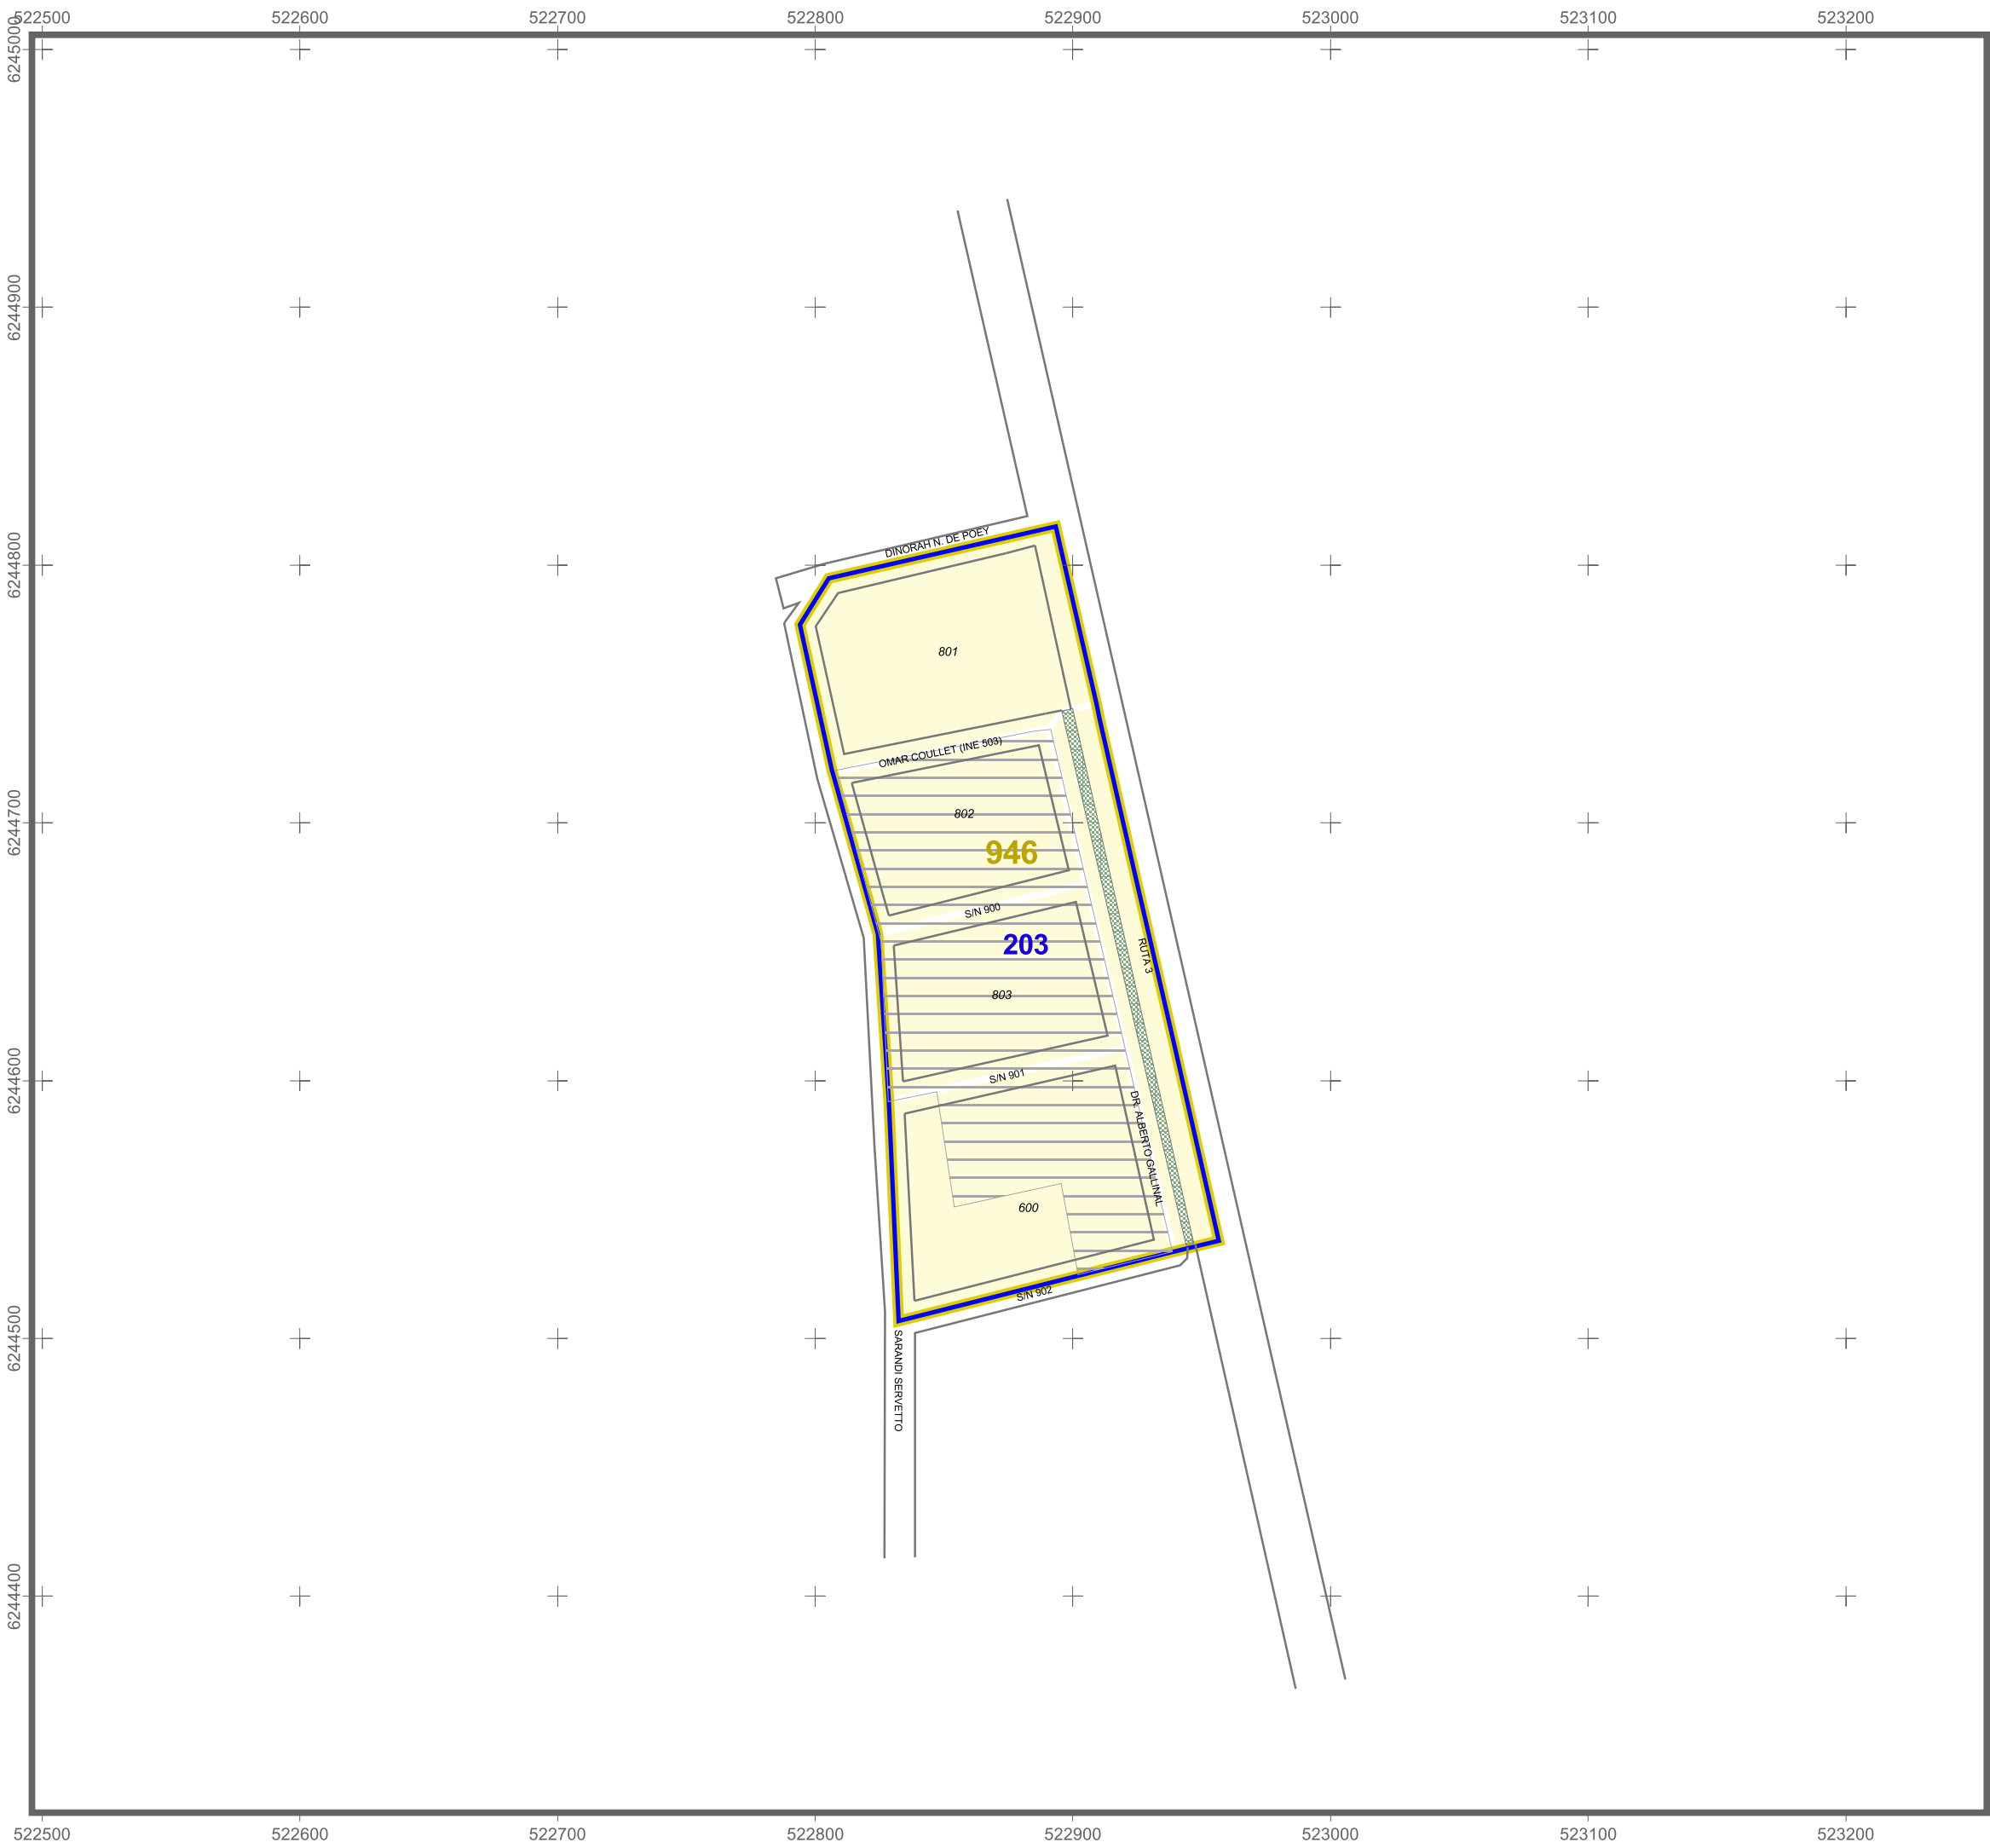 522500 522600 522700 522800 522900 523000 523100 523200
6245000
6244900
6244800
6244700
6244600
6244500
6244400
DINORAH N. DE POEY
801
OMAR COULLET (INE 503)
802
946
S/N 900
203
RUTA 3
803
S/N 901
DR. ALBERTO GALLINAL
600
S/N 902
SARANDI SERVETTO
522500 522600 522700 522800 522900 523000 523100 523200